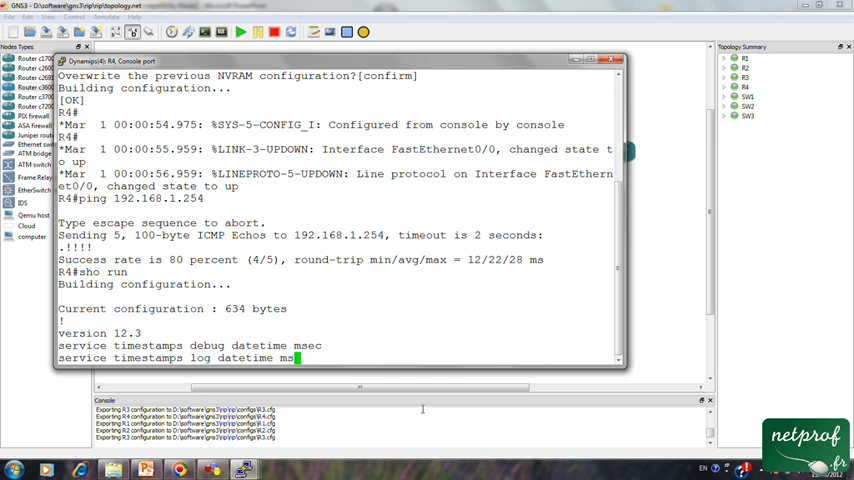 GNS3 - D:\software\gns3\rip\rip\topology.net
File Edit View Control Annotate Help
Nodes Types
Router c1700
Router c2600
Router c2691
Router c3600
Router c3700
Router c7200
PIX firewall
ASA firewall
Juniper route
Ethernet switc
ATM bridge
ATM switch
Frame Relay
EtherSwitch
IDS
Qemu host
Cloud
computer
Dynamips(4): R4, Console port
Overwrite the previous NVRAM configuration?[confirm]
Building configuration...
[OK]
R4#
*Mar  1 00:00:54.975: %SYS-5-CONFIG_I: Configured from console by console
R4#
*Mar  1 00:00:55.959: %LINK-3-UPDOWN: Interface FastEthernet0/0, changed state t
o up
*Mar  1 00:00:56.959: %LINEPROTO-5-UPDOWN: Line protocol on Interface FastEthern
et0/0, changed state to up
R4#ping 192.168.1.254
Type escape sequence to abort.
Sending 5, 100-byte ICMP Echos to 192.168.1.254, timeout is 2 seconds:
.!!!!
Success rate is 80 percent (4/5), round-trip min/avg/max = 12/22/28 ms
R4#sho run
Building configuration...
Current configuration : 634 bytes
!
version 12.3
service timestamps debug datetime msec
service timestamps log datetime ms
Topology Summary
R1
R2
R3
R4
SW1
SW2
SW3
Console
Exporting R3 configuration to D:\software\gns3\rip\rip\configs\R3.cfg
Exporting R4 configuration to D:\software\gns3\rip\rip\configs\R4.cfg
Exporting R1 configuration to D:\software\gns3\rip\rip\configs\R1.cfg
Exporting R2 configuration to D:\software\gns3\rip\rip\configs\R2.cfg
Exporting R3 configuration to D:\software\gns3\rip\rip\configs\R3.cfg
EN
netprof
.fr